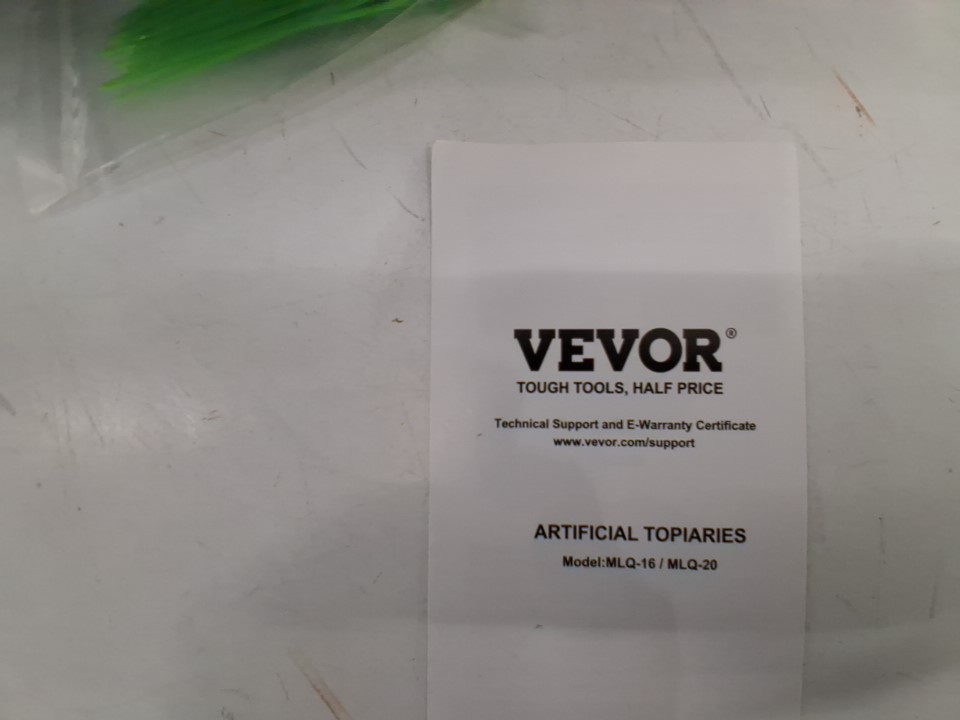 VEVOR®
TOUGH TOOLS, HALF PRICE
Technical Support and E-Warranty Certificate
www.vevor.com/support
ARTIFICIAL TOPIARIES
Model:MLQ-16 / MLQ-20